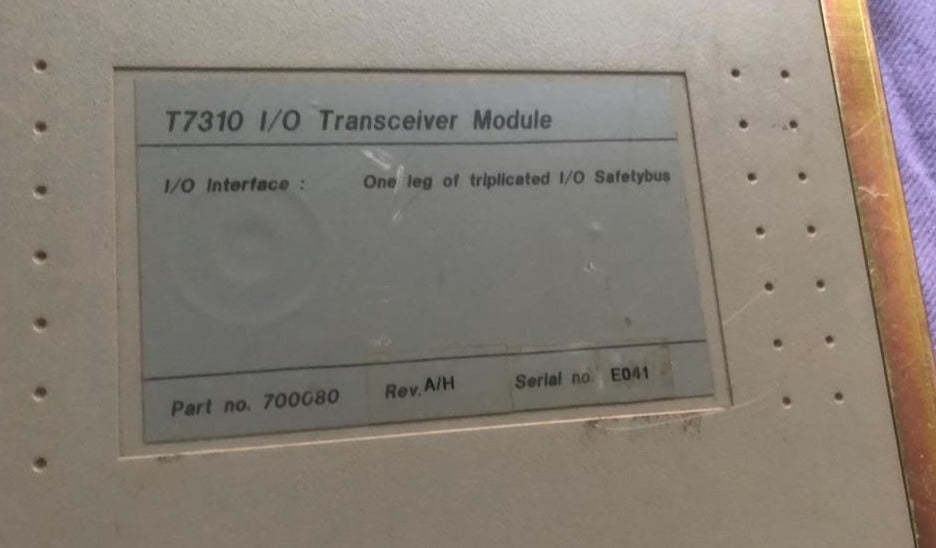 T7310 I/O Transceiver Module
I/O Interface : One leg of triplicated I/O Safetybus
Part no. 700080 Rev. A/H Serial no. E041